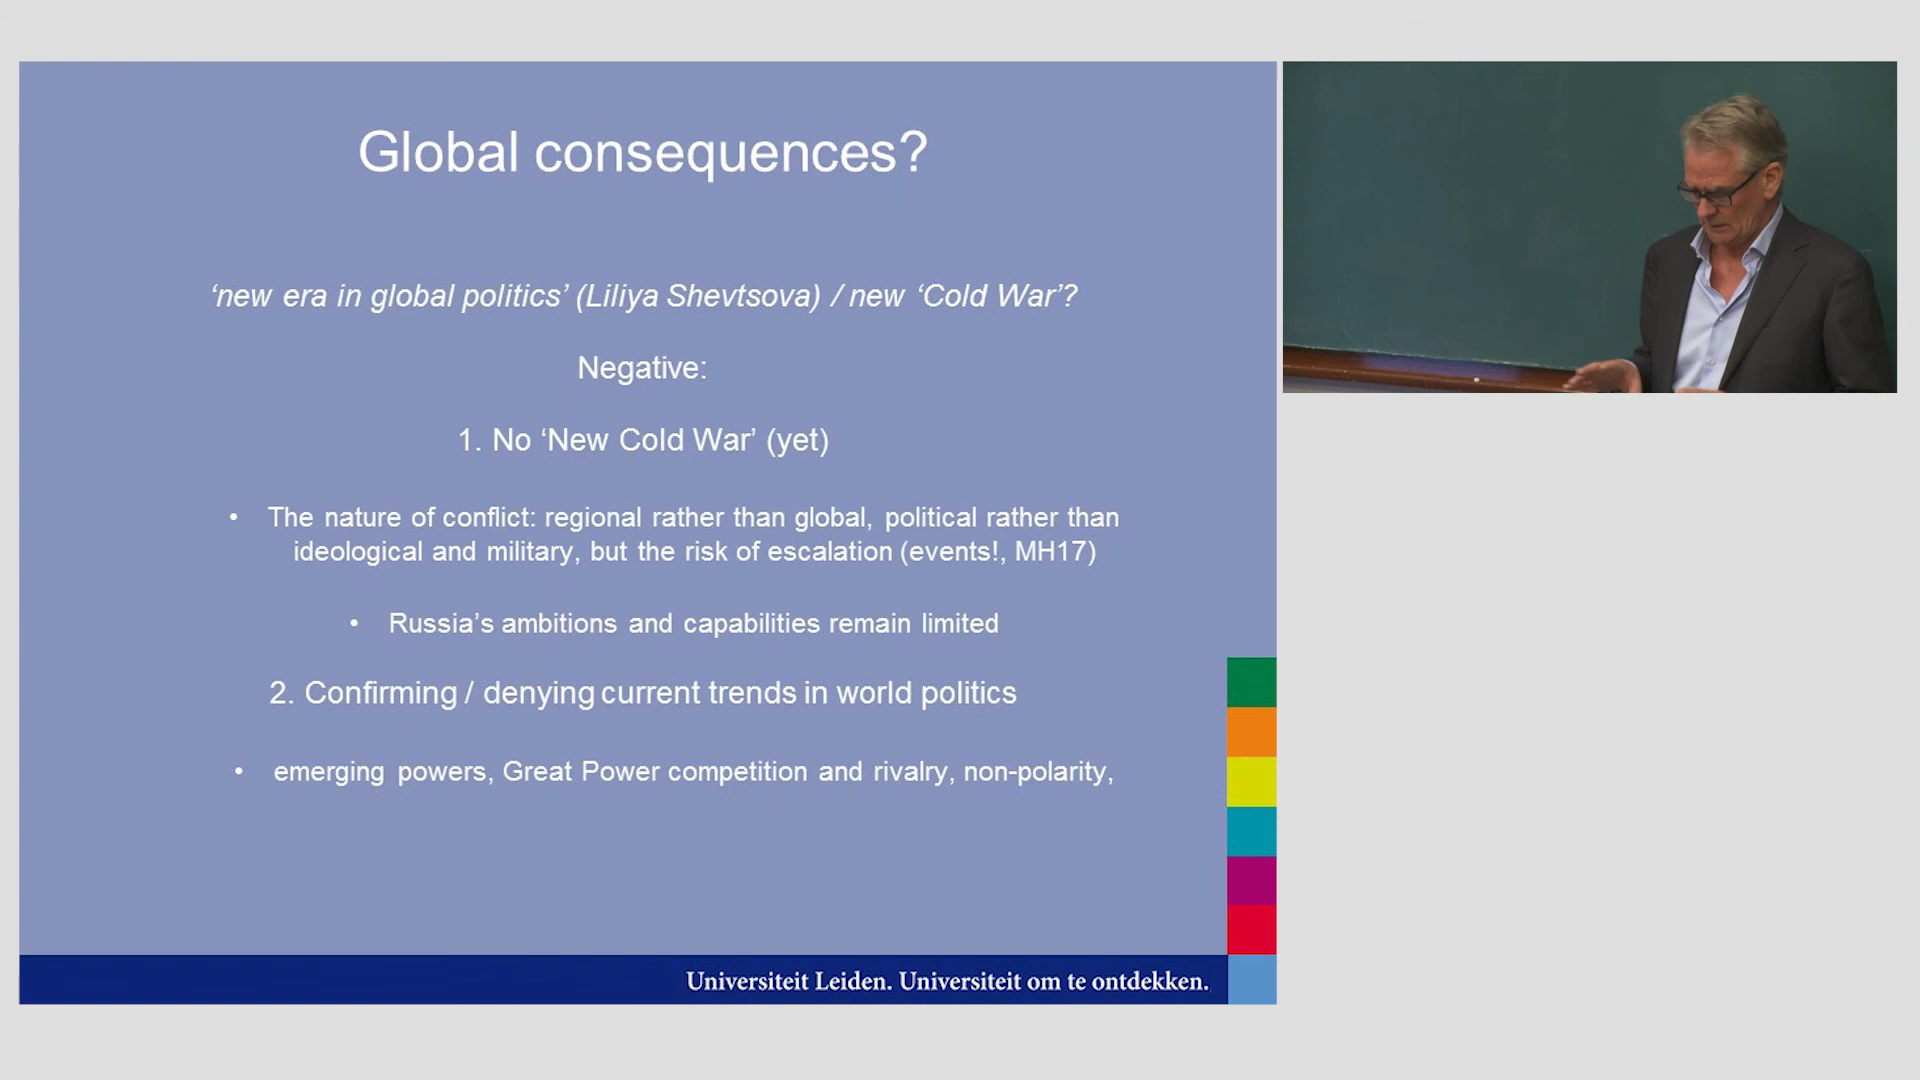 Global consequences?
‘new era in global politics’ (Liliya Shevtsova) / new ‘Cold War’?
Negative:
1. No ‘New Cold War’ (yet)
• The nature of conflict: regional rather than global, political rather than
ideological and military, but the risk of escalation (events!, MH17)
• Russia’s ambitions and capabilities remain limited
2. Confirming / denying current trends in world politics
• emerging powers, Great Power competition and rivalry, non-polarity,
Universiteit Leiden. Universiteit om te ontdekken.